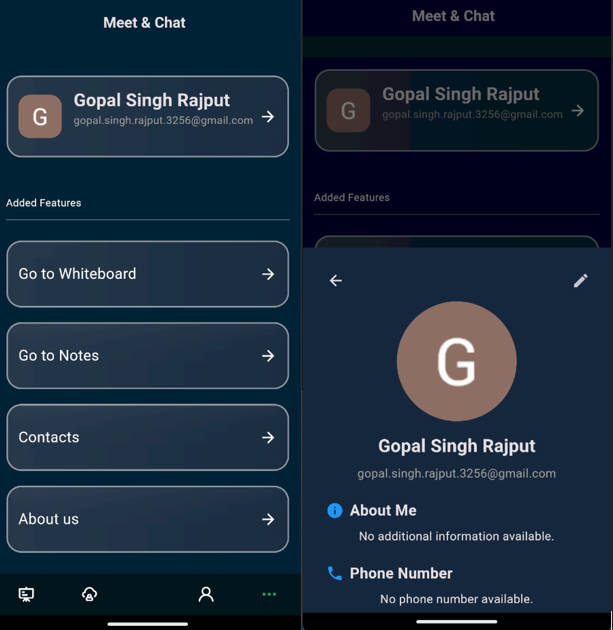 Meet & Chat
G
Gopal Singh Rajput
gopal.singh.rajput.3256@gmail.com
Added Features
Go to Whiteboard
Go to Notes
Contacts
About us
Meet & Chat
G
Gopal Singh Rajput
gopal.singh.rajput.3256@gmail.com
Added Features
G
Gopal Singh Rajput
gopal.singh.rajput.3256@gmail.com
About Me
No additional information available.
Phone Number
No phone number available.